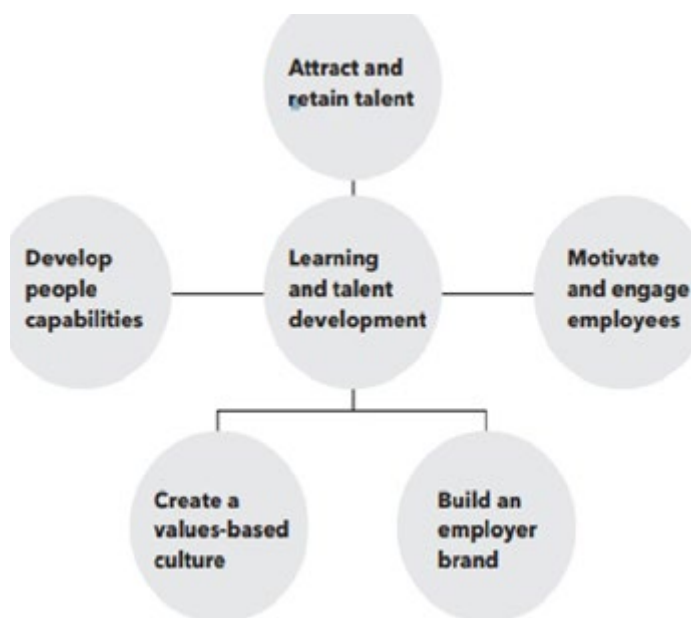 Attract and
retain talent
Develop
people
capabilities
Learning
and talent
development
Motivate
and engage
employees
Create a
values-based
culture
Build an
employer
brand